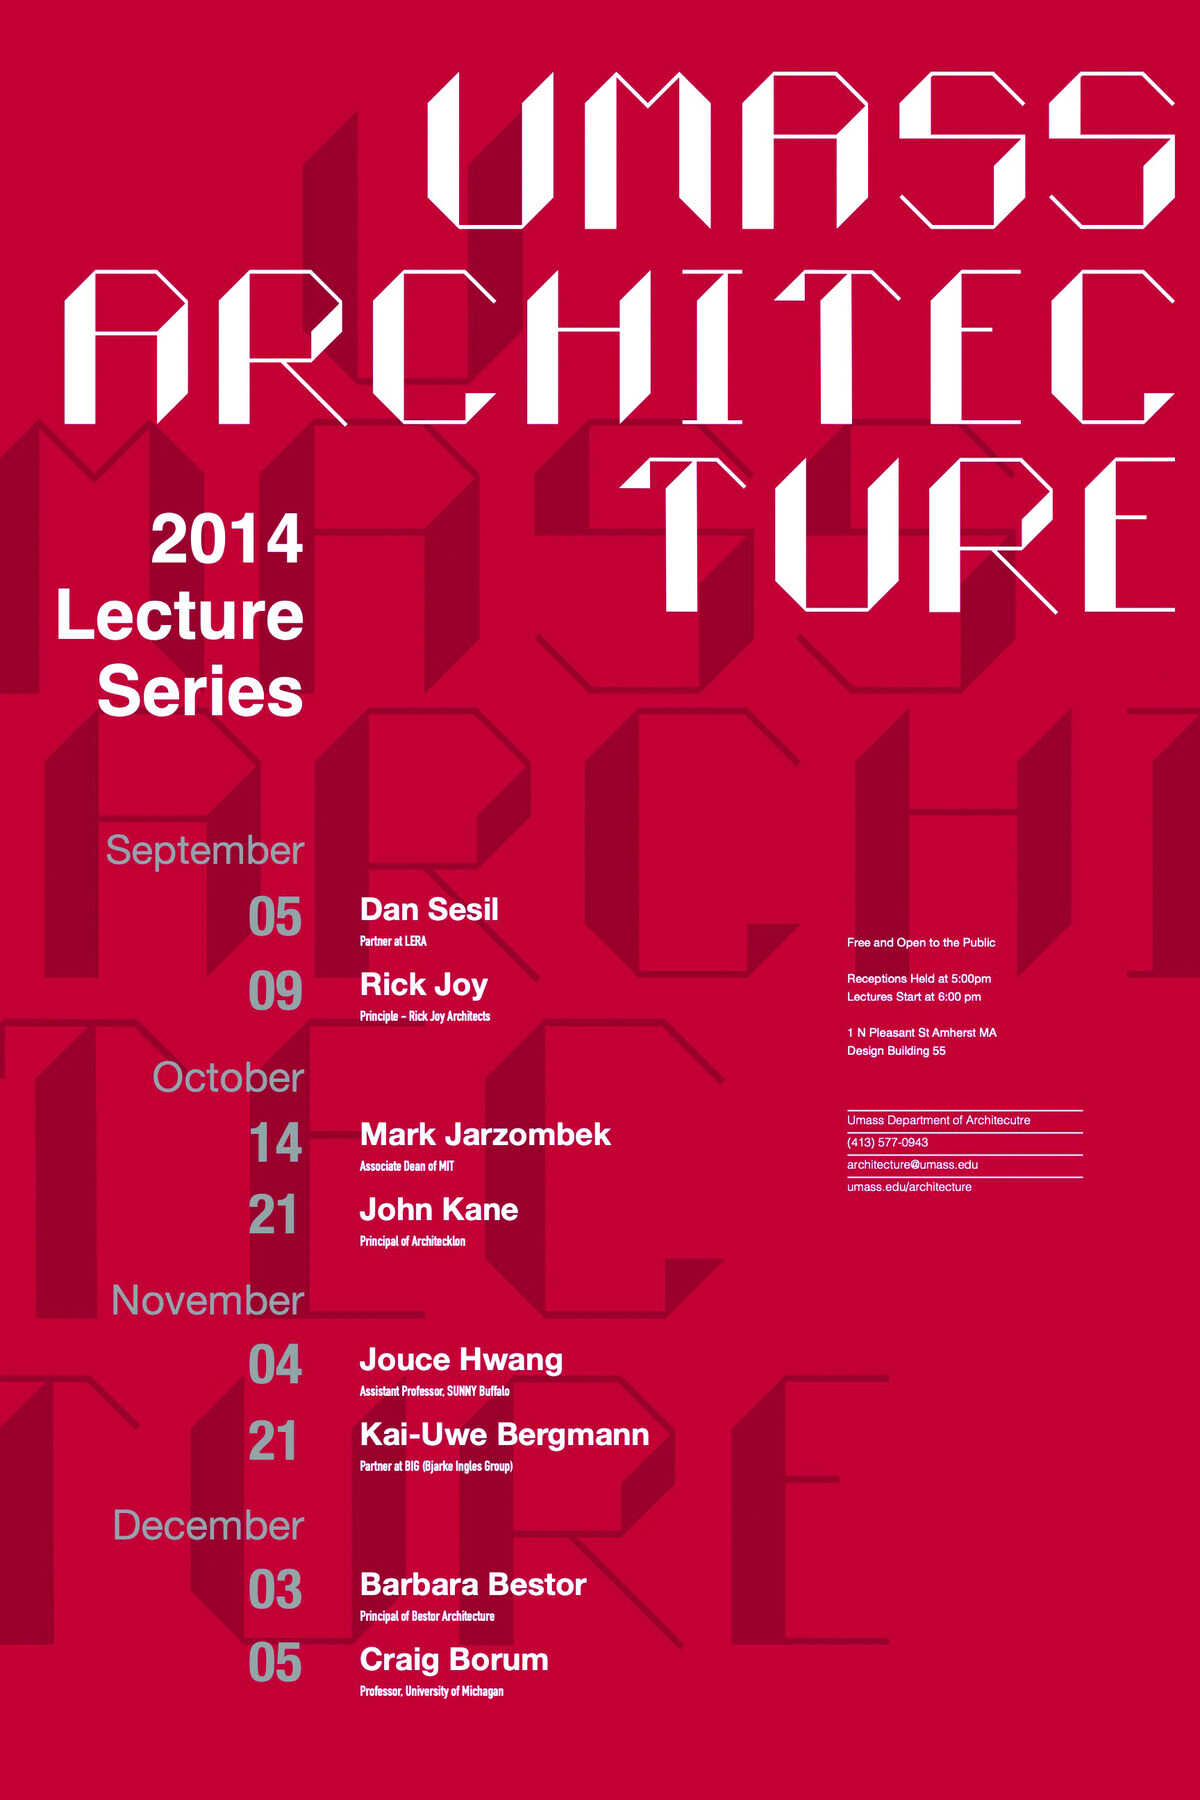 UMASS
ARCHITEC
TURE
2014
Lecture
Series
September
05
Dan Sesil
Partner at LERA
09
Rick Joy
Principle – Rick Joy Architects
October
14
Mark Jarzombek
Associate Dean of MIT
21
John Kane
Principal of Architecklon
November
04
Jouce Hwang
Assistant Professor, SUNNY Buffalo
21
Kai-Uwe Bergmann
Partner at BIG (Bjarke Ingles Group)
December
03
Barbara Bestor
Principal of Bestor Architecture
05
Craig Borum
Professor, University of Michagan
Free and Open to the Public
Receptions Held at 5:00pm
Lectures Start at 6:00 pm
1 N Pleasant St Amherst MA
Design Building 55
Umass Department of Architecutre
(413) 577-0943
architecture@umass.edu
umass.edu/architecture
U
MASS
ARCHI
TEC
TURE